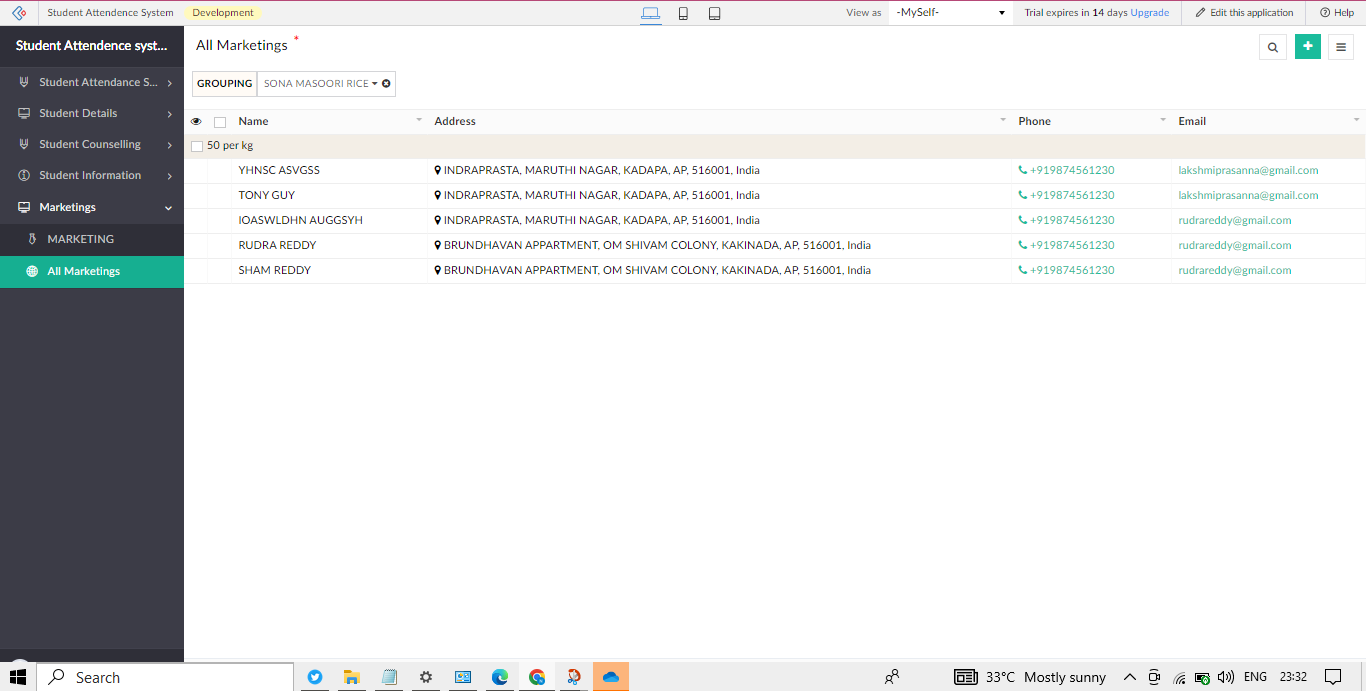 Student Attendence System Development View as -MySelf- Trial expires in 14 days Upgrade Edit this application Help
Student Attendence syst...
All Marketings *
Student Attendance S...
Student Details
Student Counselling
Student Information
Marketings
MARKETING
All Marketings
GROUPING SONA MASOORI RICE
Name Address Phone Email
50 per kg
YHNSC ASVGSS INDRAPRASTA, MARUTHI NAGAR, KADAPA, AP, 516001, India +919874561230 lakshmiprasanna@gmail.com
TONY GUY INDRAPRASTA, MARUTHI NAGAR, KADAPA, AP, 516001, India +919874561230 lakshmiprasanna@gmail.com
IOASWLDHN AUGGSYH INDRAPRASTA, MARUTHI NAGAR, KADAPA, AP, 516001, India +919874561230 rudrareddy@gmail.com
RUDRA REDDY BRUNDHAVAN APPARTMENT, OM SHIVAM COLONY, KAKINADA, AP, 516001, India +919874561230 rudrareddy@gmail.com
SHAM REDDY BRUNDHAVAN APPARTMENT, OM SHIVAM COLONY, KAKINADA, AP, 516001, India +919874561230 rudrareddy@gmail.com
Search 33°C Mostly sunny ENG 23:32